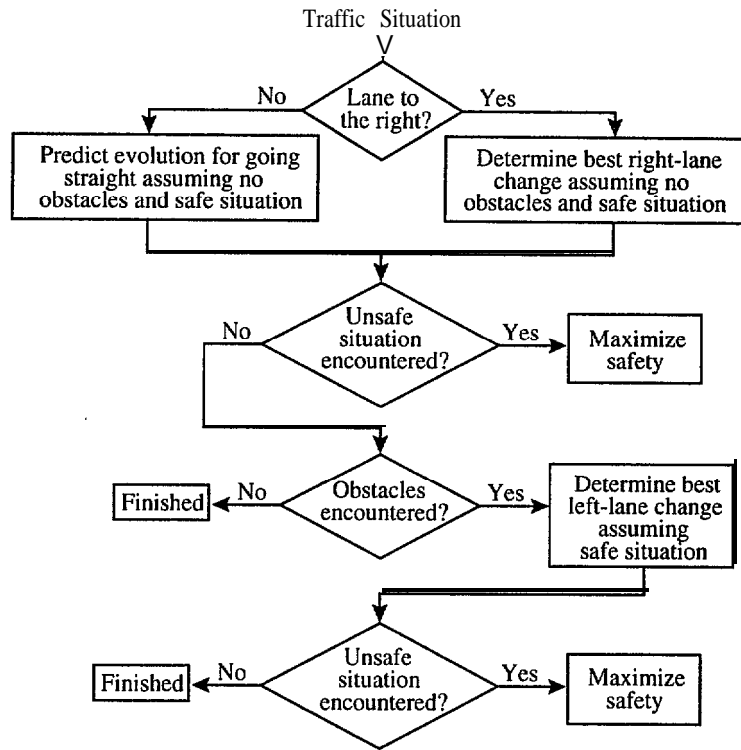 Traffic Situation
No
Lane to
the right?
Yes
Predict evolution for going
straight assuming no
obstacles and safe situation
Determine best right-lane
change assuming no
obstacles and safe situation
No
Unsafe
situation
encountered?
Yes
Maximize
safety
Finished
No
Obstacles
encountered?
Yes
Determine best
left-lane change
assuming
safe situation
Finished
No
Unsafe
situation
encountered?
Yes
Maximize
safety